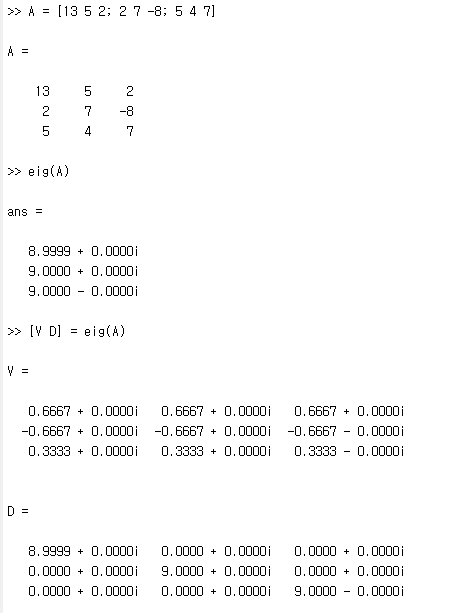 >> A = [13 5 2; 2 7 -8; 5 4 7]
A =
13 5 2
2 7 -8
5 4 7
>> eig(A)
ans =
8.9999 + 0.0000i
9.0000 + 0.0000i
9.0000 - 0.0000i
>> [V D] = eig(A)
V =
0.6667 + 0.0000i 0.6667 + 0.0000i 0.6667 + 0.0000i
-0.6667 + 0.0000i -0.6667 + 0.0000i -0.6667 - 0.0000i
0.3333 + 0.0000i 0.3333 + 0.0000i 0.3333 - 0.0000i
D =
8.9999 + 0.0000i 0.0000 + 0.0000i 0.0000 + 0.0000i
0.0000 + 0.0000i 9.0000 + 0.0000i 0.0000 + 0.0000i
0.0000 + 0.0000i 0.0000 + 0.0000i 9.0000 - 0.0000i